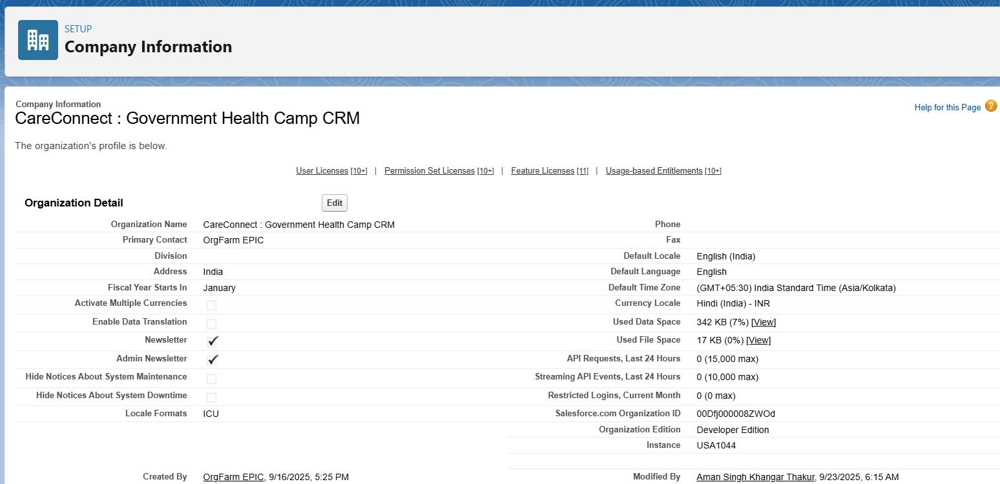 SETUP
Company Information
Company Information
CareConnect : Government Health Camp CRM
Help for this Page ?
The organization's profile is below.
User Licenses [10+] | Permission Set Licenses [10+] | Feature Licenses [11] | Usage-based Entitlements [10+]
Organization Detail Edit
Organization Name CareConnect : Government Health Camp CRM Phone
Primary Contact OrgFarm EPIC Fax
Division Default Locale English (India)
Address India Default Language English
Fiscal Year Starts In January Default Time Zone (GMT+05:30) India Standard Time (Asia/Kolkata)
Activate Multiple Currencies Currency Locale Hindi (India) - INR
Enable Data Translation Used Data Space 342 KB (7%) [View]
Newsletter Used File Space 17 KB (0%) [View]
Admin Newsletter API Requests, Last 24 Hours 0 (15,000 max)
Hide Notices About System Maintenance Streaming API Events, Last 24 Hours 0 (10,000 max)
Hide Notices About System Downtime Restricted Logins, Current Month 0 (0 max)
Locale Formats ICU Salesforce.com Organization ID 00Dfj000008ZWOd
Organization Edition Developer Edition
Instance USA1044
Created By OrgFarm EPIC, 9/16/2025, 5:25 PM Modified By Aman Singh Khangar Thakur, 9/23/2025, 6:15 AM